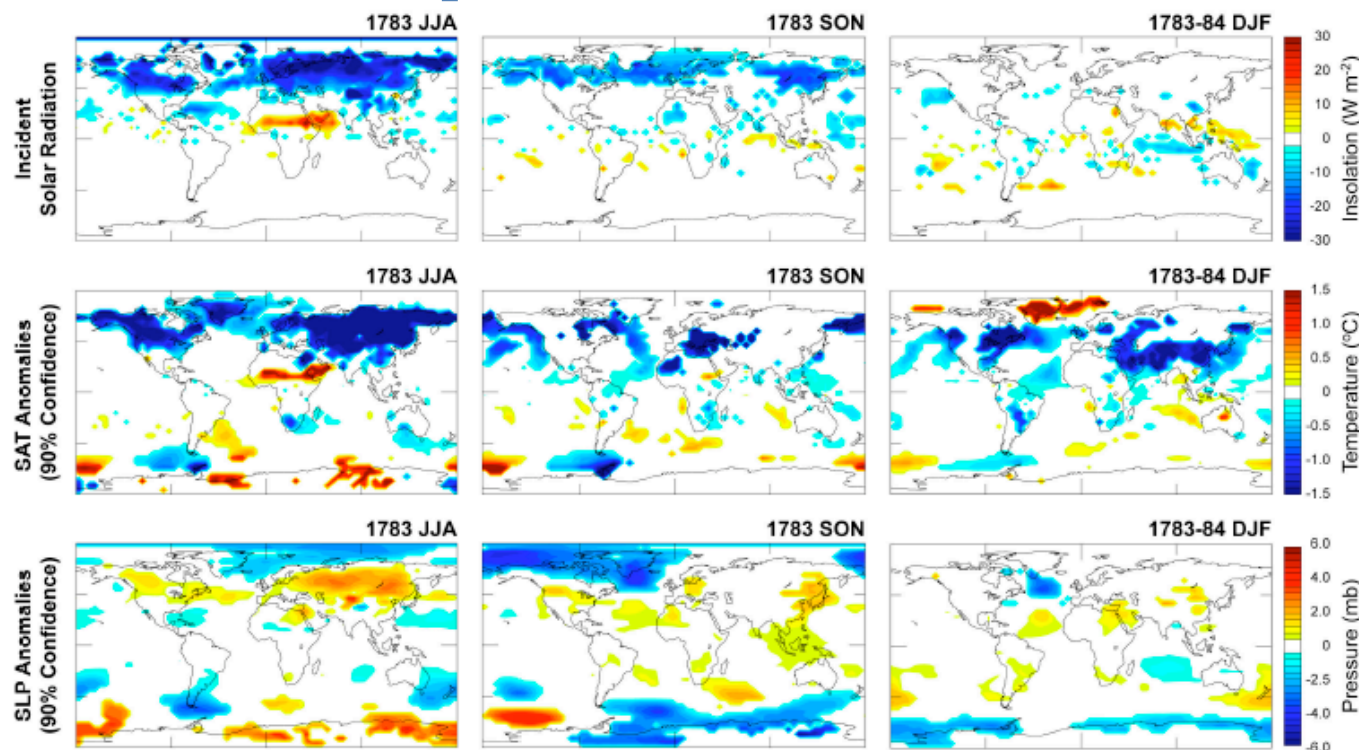 1783 JJA
1783 SON
1783-84 DJF
Incident
Solar Radiation
30
20
10
0
-10
-20
-30
Insolation (W m⁻²)
1783 JJA
1783 SON
1783-84 DJF
SAT Anomalies
(90% Confidence)
1.5
1.0
0.5
0
-0.5
-1.0
-1.5
Temperature (°C)
1783 JJA
1783 SON
1783-84 DJF
SLP Anomalies
(90% Confidence)
6.0
4.0
2.0
0
-2.0
-4.0
-6.0
Pressure (mb)